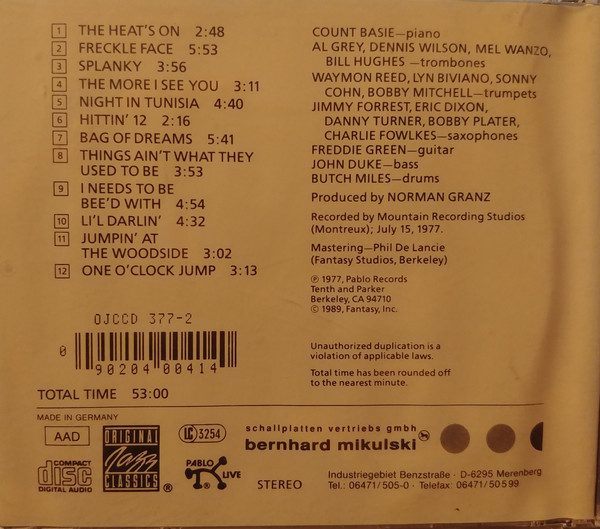 1 THE HEAT'S ON 2:48
2 FRECKLE FACE 5:53
3 SPLANKY 3:56
4 THE MORE I SEE YOU 3:11
5 NIGHT IN TUNISIA 4:40
6 HITTIN' 12 2:16
7 BAG OF DREAMS 5:41
8 THINGS AIN'T WHAT THEY
USED TO BE 3:53
9 I NEEDS TO BE
BEE'D WITH 4:54
10 LI'L DARLIN' 4:32
11 JUMPIN' AT
THE WOODSIDE 3:02
12 ONE O'CLOCK JUMP 3:13
COUNT BASIE—piano
AL GREY, DENNIS WILSON, MEL WANZO,
BILL HUGHES—trombones
WAYMON REED, LYN BIVIANO, SONNY
COHN, BOBBY MITCHELL—trumpets
JIMMY FORREST, ERIC DIXON,
DANNY TURNER, BOBBY PLATER,
CHARLIE FOWLKES—saxophones
FREDDIE GREEN—guitar
JOHN DUKE—bass
BUTCH MILES—drums
Produced by NORMAN GRANZ
Recorded by Mountain Recording Studios
(Montreux); July 15, 1977.
Mastering—Phil De Lancie
(Fantasy Studios, Berkeley)
℗ 1977, Pablo Records
Tenth and Parker
Berkeley, CA 94710
© 1989, Fantasy, Inc.
Unauthorized duplication is a
violation of applicable laws.
Total time has been rounded off
to the nearest minute.
OJCCD 377-2
0 90204 00414
TOTAL TIME 53:00
MADE IN GERMANY
AAD
ORIGINAL
Jazz
CLASSICS ®
LC 3254
PABLO LIVE
®
COMPACT
disc
DIGITAL AUDIO
STEREO
schallplatten vertriebs gmbh
bernhard mikulski
Industriegebiet Benzstraße · D-6295 Merenberg
Tel.: 06471/505-0 · Telefax: 06471/50599